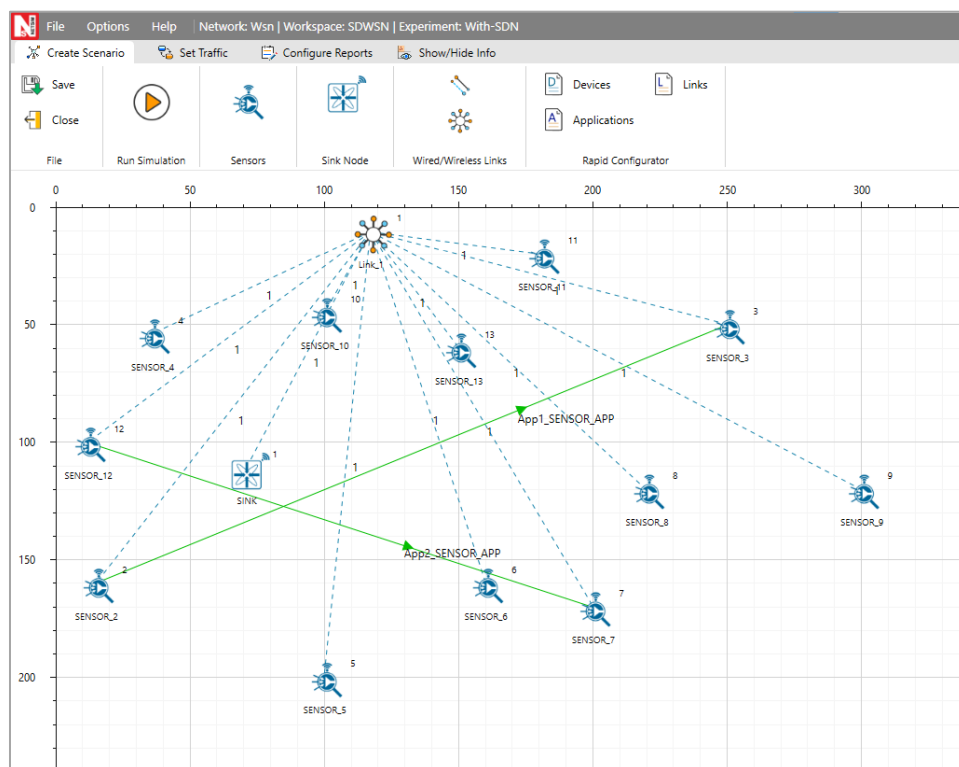 File Options Help Network: Wsn | Workspace: SDWSN | Experiment: With-SDN
Create Scenario Set Traffic Configure Reports Show/Hide Info
Save
Close
Devices Links
Applications
File Run Simulation Sensors Sink Node Wired/Wireless Links Rapid Configurator
0 50 100 150 200 250 300
0
50
100
150
200
1
Link_1
11
SENSOR_11
1
1
1
1
1
10
SENSOR_10
3
SENSOR_3
4
SENSOR_4
13
SENSOR_13
1
1
1
1
App1_SENSOR_APP
12
SENSOR_12
1
1
1
1
1
SINK
8
SENSOR_8
9
SENSOR_9
App2_SENSOR_APP
2
SENSOR_2
6
SENSOR_6
7
SENSOR_7
5
SENSOR_5